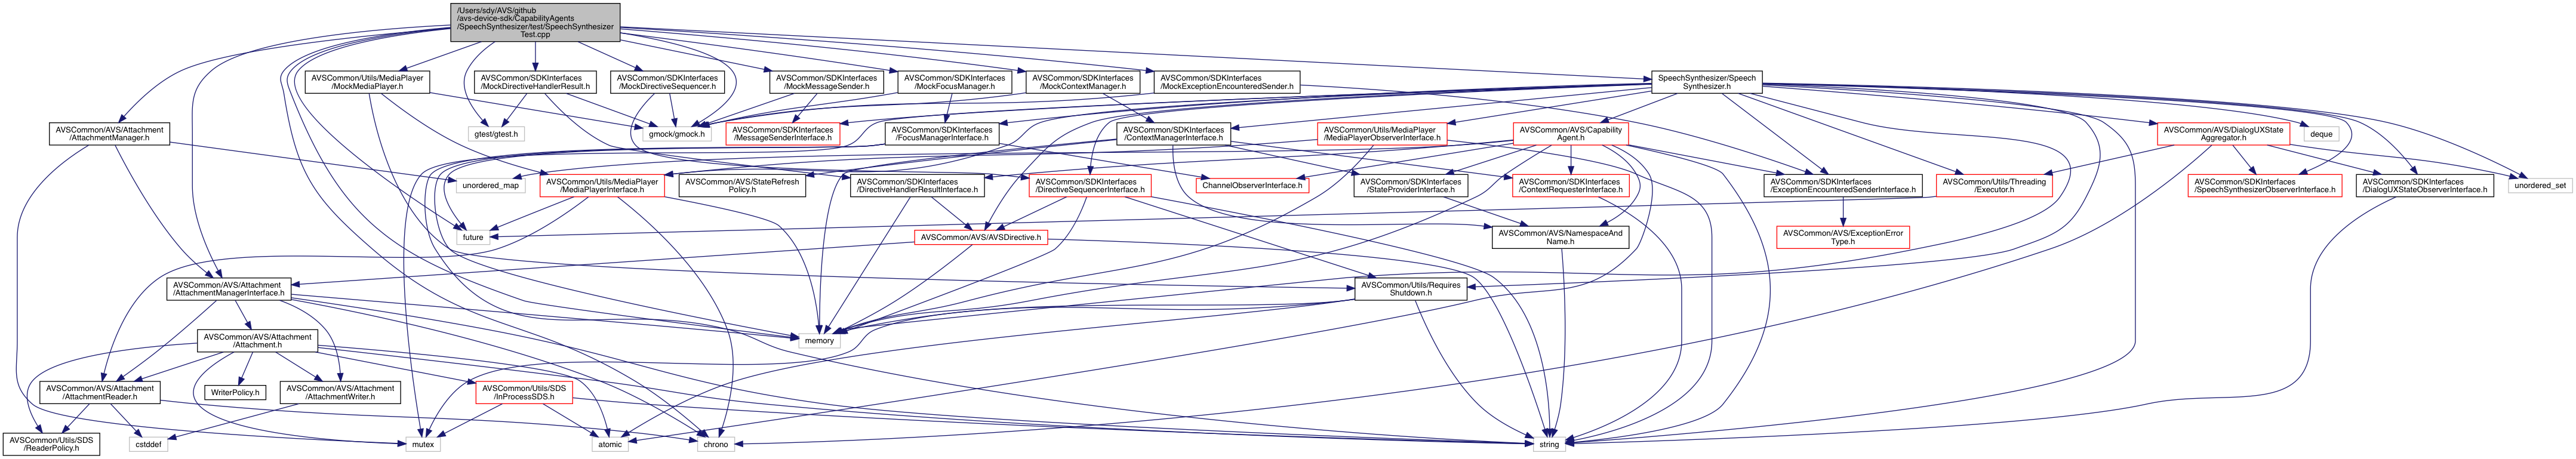 /Users/sdy/AVS/github
/avs-device-sdk/CapabilityAgents
/SpeechSynthesizer/test/SpeechSynthesizer
Test.cpp
AVSCommon/Utils/MediaPlayer
/MockMediaPlayer.h
AVSCommon/SDKInterfaces
/MockDirectiveHandlerResult.h
AVSCommon/SDKInterfaces
/MockDirectiveSequencer.h
AVSCommon/SDKInterfaces
/MockMessageSender.h
AVSCommon/SDKInterfaces
/MockFocusManager.h
AVSCommon/SDKInterfaces
/MockContextManager.h
AVSCommon/SDKInterfaces
/MockExceptionEncounteredSender.h
SpeechSynthesizer/Speech
Synthesizer.h
AVSCommon/AVS/Attachment
/AttachmentManager.h
gtest/gtest.h
gmock/gmock.h
AVSCommon/SDKInterfaces
/MessageSenderInterface.h
AVSCommon/SDKInterfaces
/FocusManagerInterface.h
AVSCommon/SDKInterfaces
/ContextManagerInterface.h
AVSCommon/Utils/MediaPlayer
/MediaPlayerObserverInterface.h
AVSCommon/AVS/Capability
Agent.h
AVSCommon/AVS/DialogUXState
Aggregator.h
deque
unordered_map
AVSCommon/Utils/MediaPlayer
/MediaPlayerInterface.h
AVSCommon/AVS/StateRefresh
Policy.h
AVSCommon/SDKInterfaces
/DirectiveHandlerResultInterface.h
AVSCommon/SDKInterfaces
/DirectiveSequencerInterface.h
ChannelObserverInterface.h
AVSCommon/SDKInterfaces
/StateProviderInterface.h
AVSCommon/SDKInterfaces
/ContextRequesterInterface.h
AVSCommon/SDKInterfaces
/ExceptionEncounteredSenderInterface.h
AVSCommon/Utils/Threading
/Executor.h
AVSCommon/SDKInterfaces
/SpeechSynthesizerObserverInterface.h
AVSCommon/SDKInterfaces
/DialogUXStateObserverInterface.h
unordered_set
future
AVSCommon/AVS/AVSDirective.h
AVSCommon/AVS/NamespaceAnd
Name.h
AVSCommon/AVS/ExceptionError
Type.h
AVSCommon/AVS/Attachment
/AttachmentManagerInterface.h
AVSCommon/Utils/Requires
Shutdown.h
AVSCommon/AVS/Attachment
/Attachment.h
memory
AVSCommon/AVS/Attachment
/AttachmentReader.h
WriterPolicy.h
AVSCommon/AVS/Attachment
/AttachmentWriter.h
AVSCommon/Utils/SDS
/InProcessSDS.h
AVSCommon/Utils/SDS
/ReaderPolicy.h
cstddef
mutex
atomic
chrono
string